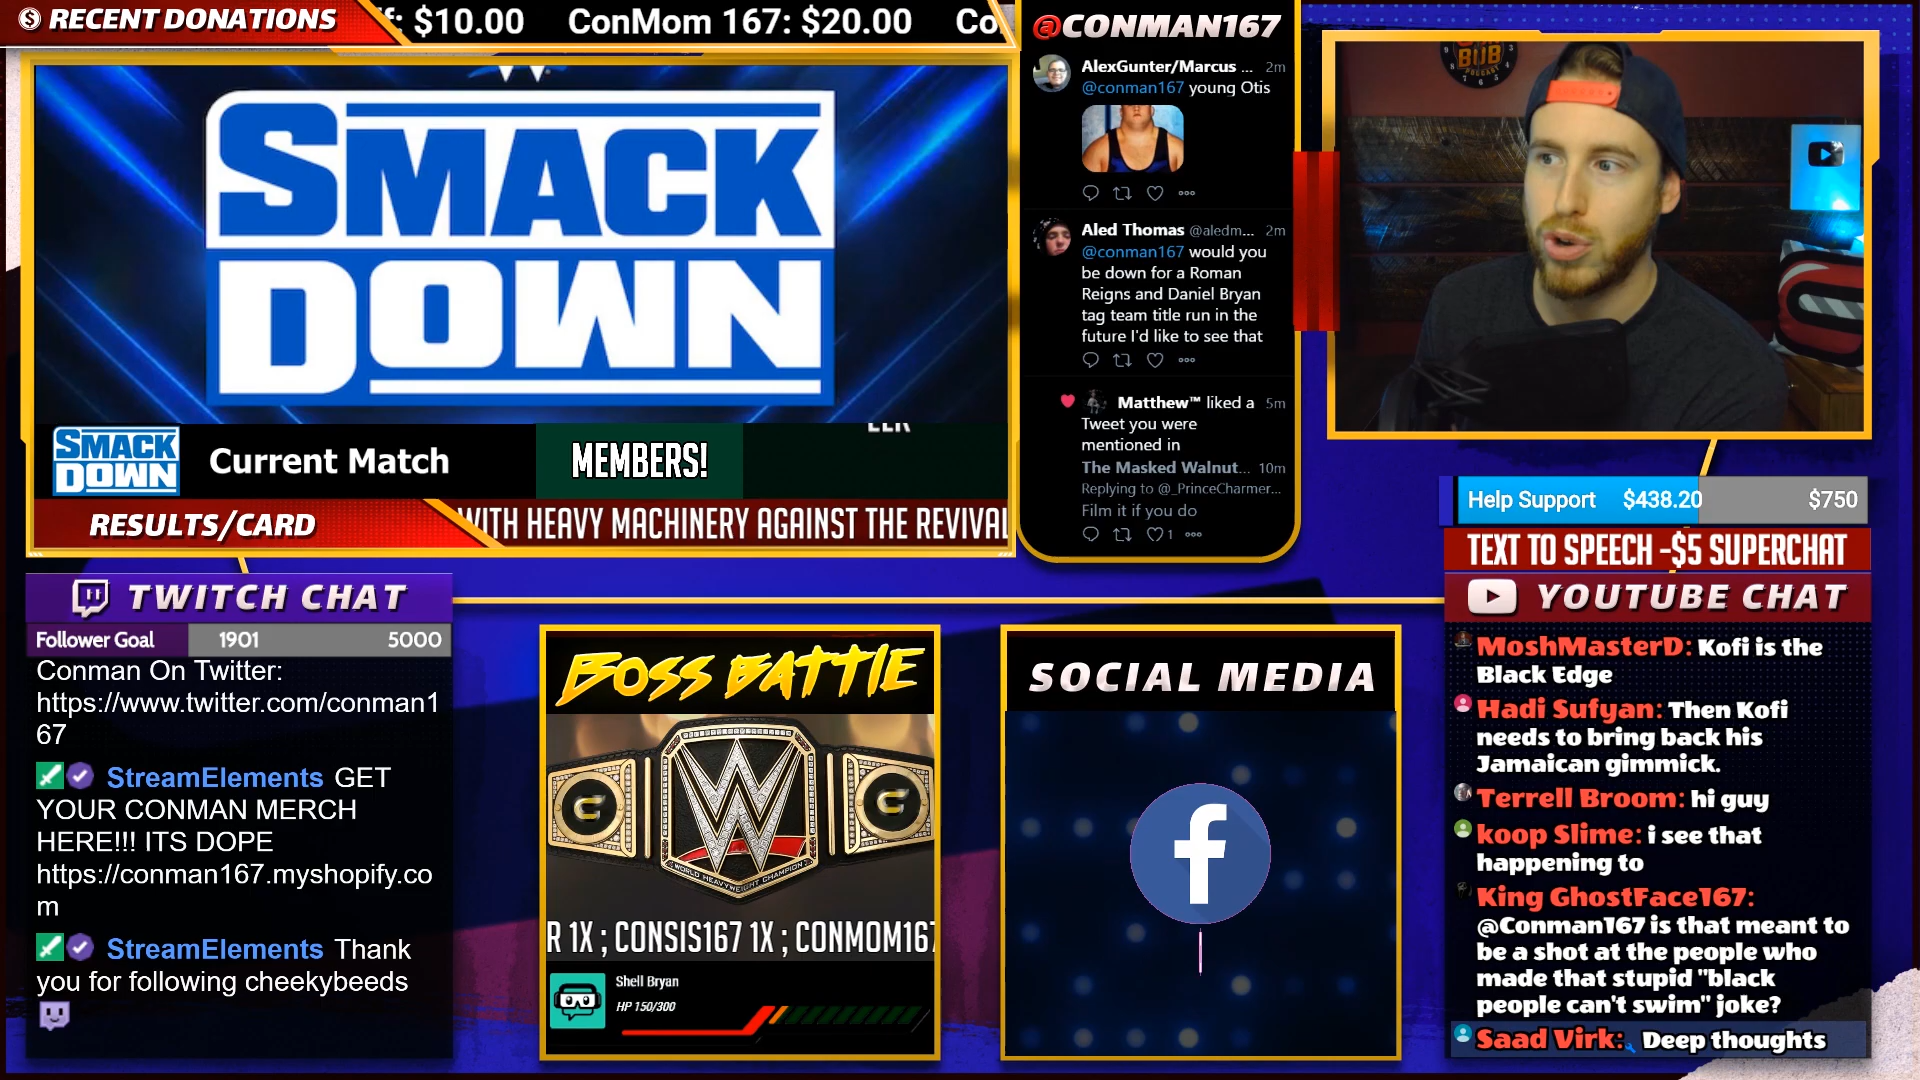 RECENT DONATIONS
: $10.00 ConMom 167: $20.00 Co
SMACK
DOWN
SMACK
DOWN
Current Match
MEMBERS!
RESULTS/CARD
WITH HEAVY MACHINERY AGAINST THE REVIVAL
@CONMAN167
AlexGunter/Marcus ... 2m
@conman167 young Otis
Aled Thomas @aledm... 2m
@conman167 would you
be down for a Roman
Reigns and Daniel Bryan
tag team title run in the
future I'd like to see that
Matthew™ liked a 5m
Tweet you were
mentioned in
The Masked Walnut... 10m
Replying to @_PrinceCharmer...
Film it if you do
1
BUB
PODCAST
Help Support $438.20 $750
TEXT TO SPEECH -$5 SUPERCHAT
TWITCH CHAT
Follower Goal 1901 5000
Conman On Twitter:
https://www.twitter.com/conman1
67
StreamElements GET
YOUR CONMAN MERCH
HERE!!! ITS DOPE
https://conman167.myshopify.co
m
StreamElements Thank
you for following cheekybeeds
BOSS BATTLE
W
WORLD HEAVYWEIGHT CHAMPION
R 1X ; CONSIS167 1X ; CONMOM167
Shell Bryan
HP 150/300
SOCIAL MEDIA
f
YOUTUBE CHAT
MoshMasterD: Kofi is the
Black Edge
Hadi Sufyan: Then Kofi
needs to bring back his
Jamaican gimmick.
Terrell Broom: hi guy
koop Slime: i see that
happening to
King GhostFace167:
@Conman167 is that meant to
be a shot at the people who
made that stupid "black
people can't swim" joke?
Saad Virk: Deep thoughts